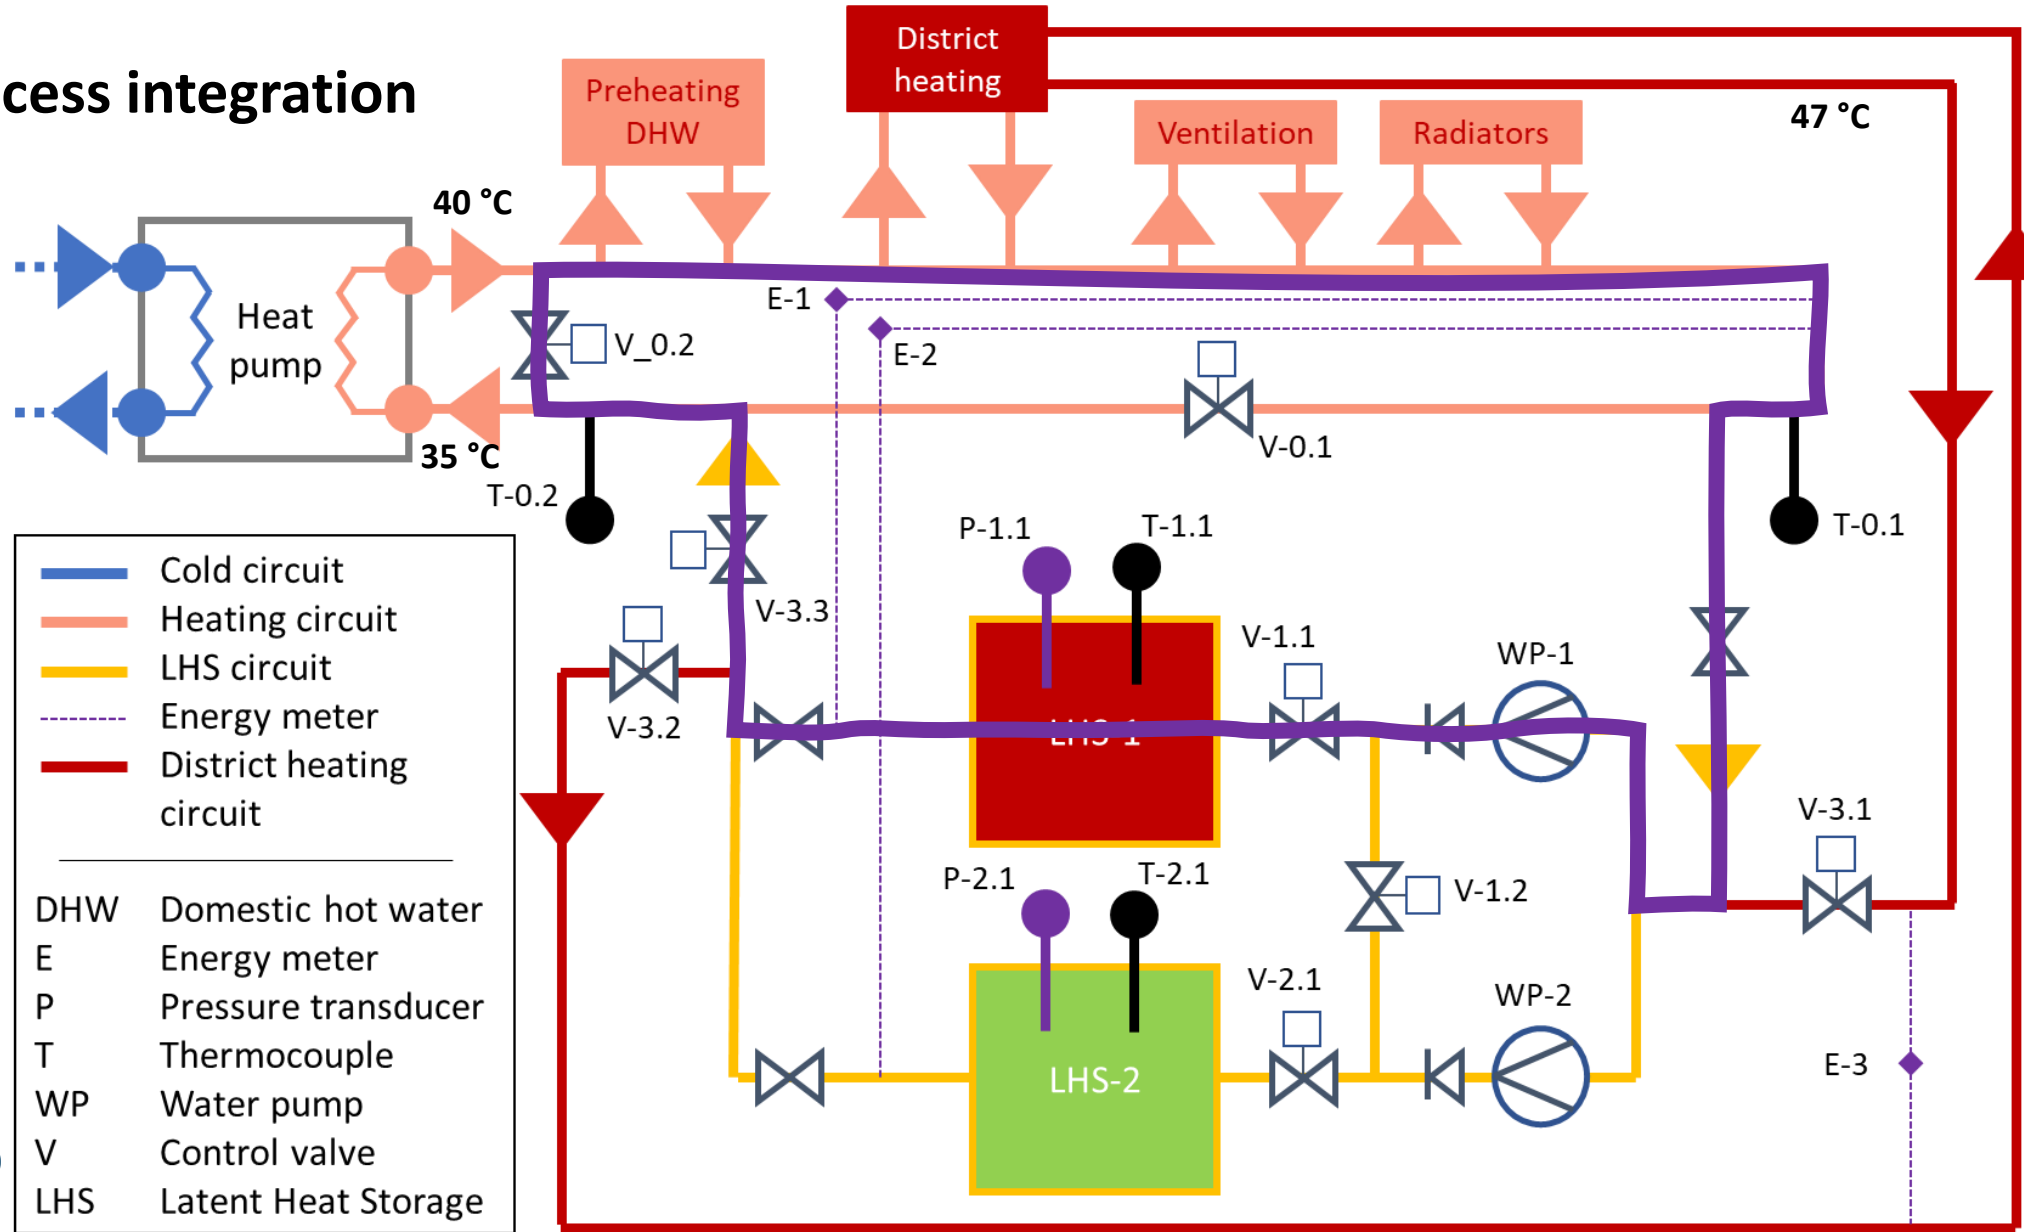 cess integration
District
heating
Preheating
DHW
Ventilation
Radiators
47 °C
40 °C
Heat
pump
35 °C
E-1
E-2
V_0.2
V-0.1
T-0.2
T-0.1
P-1.1
T-1.1
V-3.3
V-1.1
WP-1
V-3.2
LHS-1
V-3.1
P-2.1
T-2.1
V-1.2
V-2.1
WP-2
LHS-2
E-3
Cold circuit
Heating circuit
LHS circuit
Energy meter
District heating
circuit
DHW Domestic hot water
E Energy meter
P Pressure transducer
T Thermocouple
WP Water pump
V Control valve
LHS Latent Heat Storage